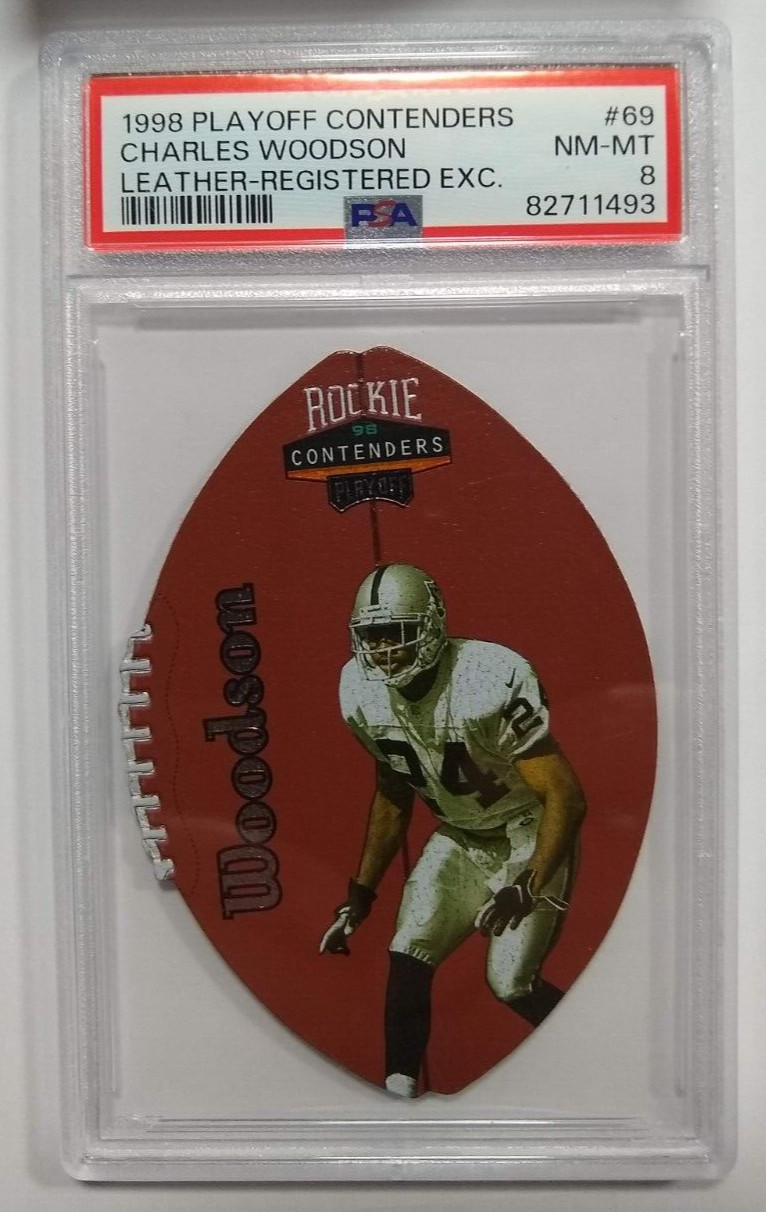 1998 PLAYOFF CONTENDERS #69
CHARLES WOODSON NM-MT
LEATHER-REGISTERED EXC. 8
PSA 82711493
ROOKIE
98
CONTENDERS
PLAYOFF
Woodson
24
24